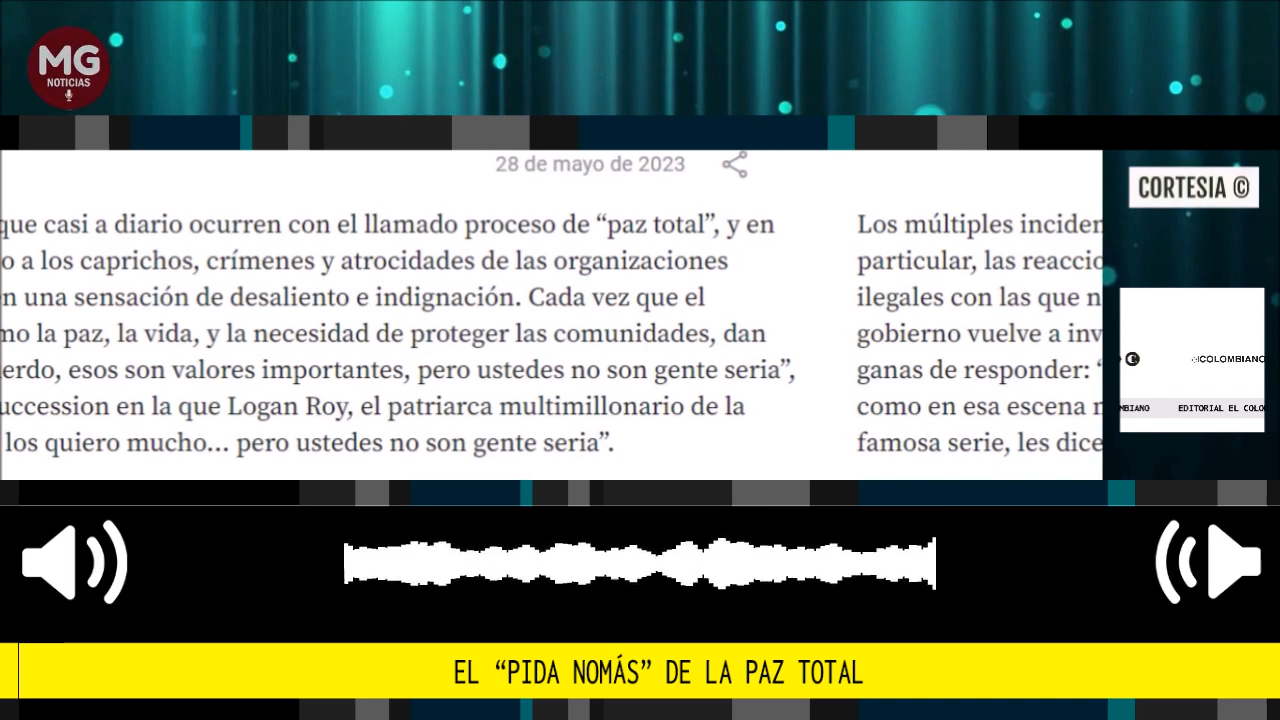 MG
NOTICIAS
28 de mayo de 2023
CORTESIA ©
que casi a diario ocurren con el llamado proceso de “paz total”, y en
o a los caprichos, crímenes y atrocidades de las organizaciones
n una sensación de desaliento e indignación. Cada vez que el
mo la paz, la vida, y la necesidad de proteger las comunidades, dan
erdo, esos son valores importantes, pero ustedes no son gente seria”,
uccession en la que Logan Roy, el patriarca multimillonario de la
los quiero mucho... pero ustedes no son gente seria”.
Los múltiples inciden
particular, las reaccio
ilegales con las que n
gobierno vuelve a inv
ganas de responder: “
como en esa escena
famosa serie, les dice
COLOMBIANO
MBIANO EDITORIAL EL COLO
EL “PIDA NOMÁS” DE LA PAZ TOTAL